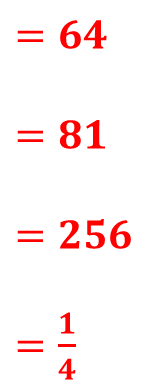 = 64
= 81
= 256
= 1/4